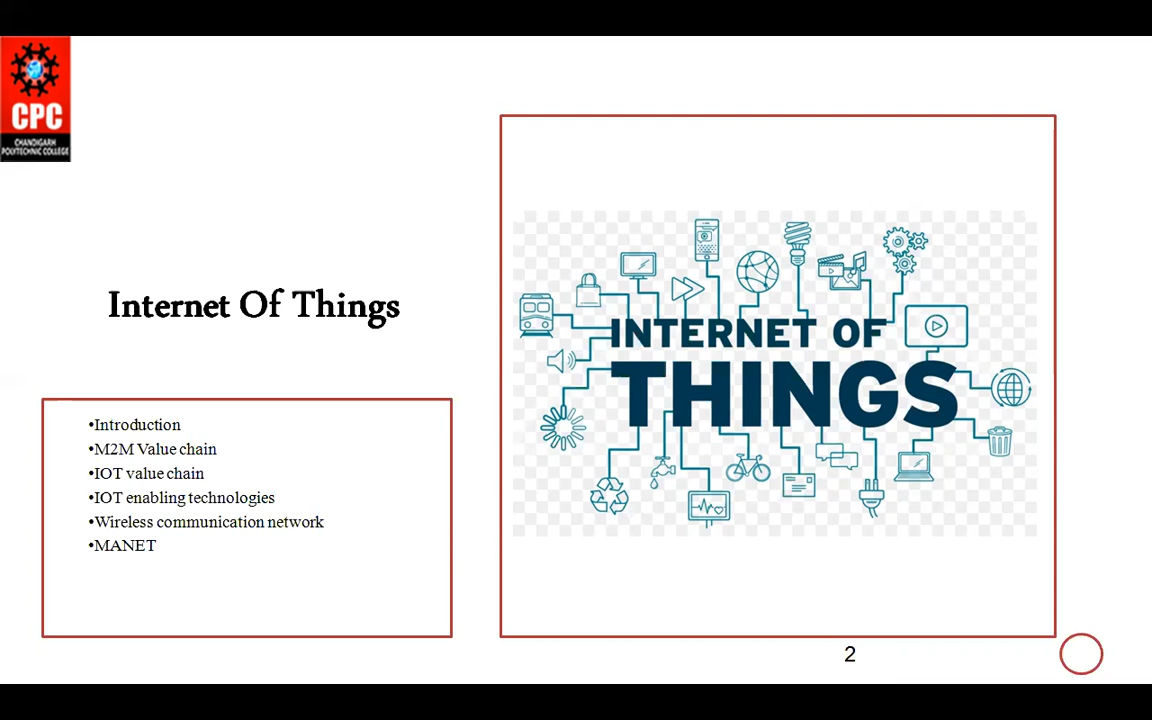 CPC
CHANDIGARH
POLYTECHNIC COLLEGE
Internet Of Things
•Introduction
•M2M Value chain
•IOT value chain
•IOT enabling technologies
•Wireless communication network
•MANET
INTERNET OF
THINGS
2